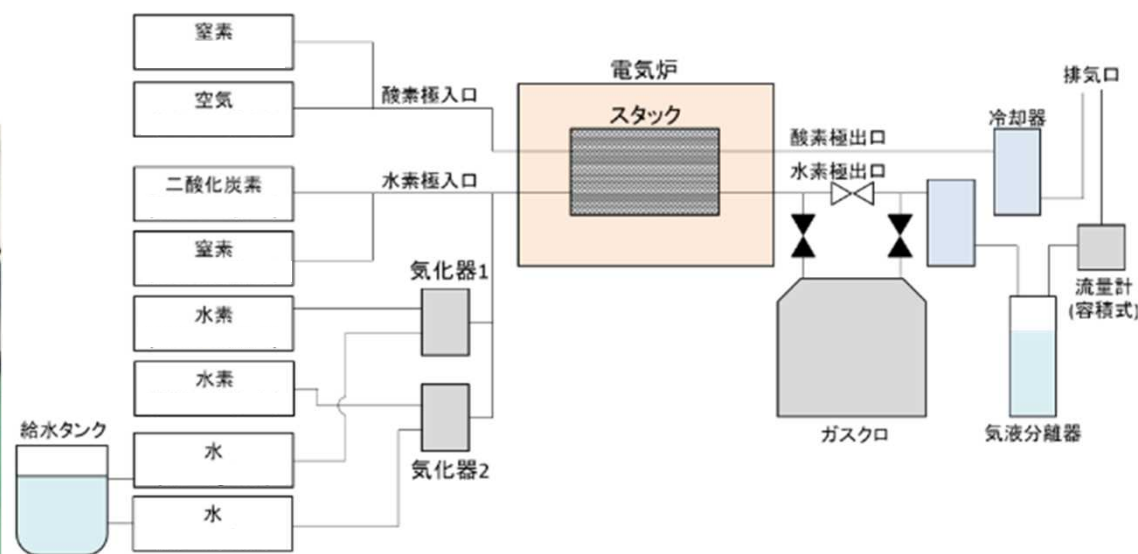 窒素
空気
二酸化炭素
窒素
水素
水素
水
水
給水タンク
酸素極入口
水素極入口
気化器1
気化器2
電気炉
スタック
酸素極出口
水素極出口
ガスクロ
冷却器
排気口
流量計
(容積式)
気液分離器